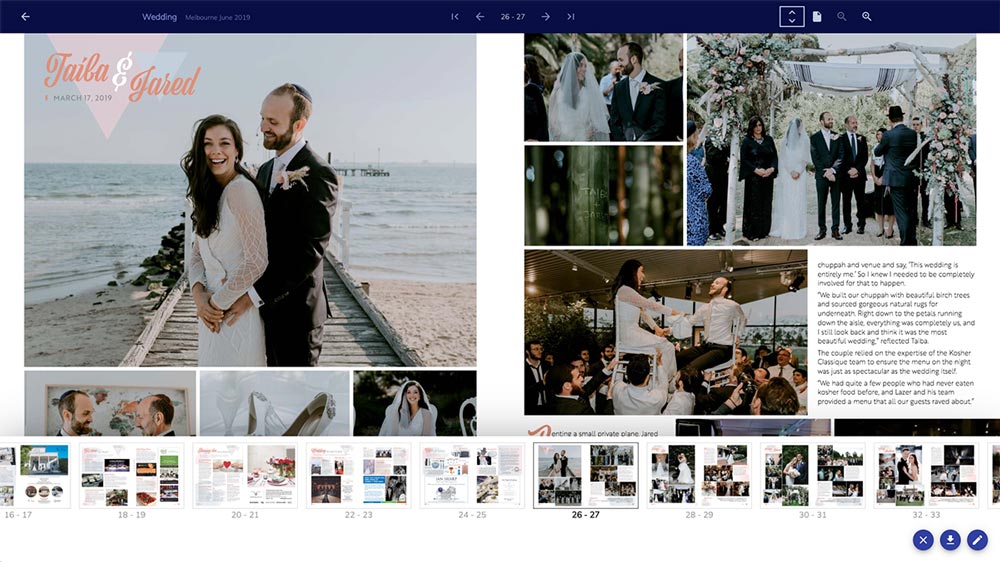 Wedding Melbourne June 2019
26 - 27
Taiba & Jared
MARCH 17, 2019
TAIB
chuppah and venue and say, 'This wedding is
entirely me.' So I knew I needed to be completely
involved for that to happen.
"We built our chuppah with beautiful birch trees
and sourced gorgeous natural rugs for
underneath. Right down to the petals running
down the aisle, everything was completely us, and
I still look back and think it was the most
beautiful wedding," reflected Taiba.
The couple relied on the expertise of the Kosher
Classique team to ensure the menu on the night
was just as spectacular as the wedding itself.
"We had quite a few people who had never eaten
kosher food before, and Lazer and his team
provided a menu that all our guests raved about."
Renting a small private plane, Jared
16 - 17
18 - 19
20 - 21
22 - 23
24 - 25
26 - 27
28 - 29
30 - 31
32 - 33